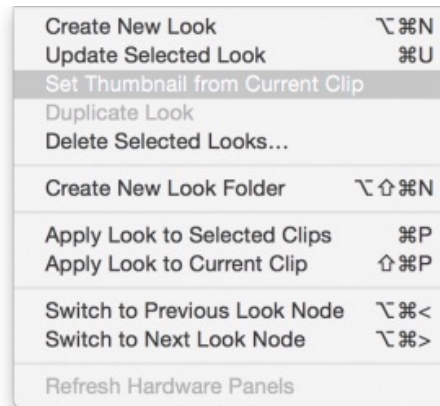 Create New Look ⌥⌘N
Update Selected Look ⌘U
Set Thumbnail from Current Clip
Duplicate Look
Delete Selected Looks...
Create New Look Folder ⌥⇧⌘N
Apply Look to Selected Clips ⌘P
Apply Look to Current Clip ⇧⌘P
Switch to Previous Look Node ⌥⌘<
Switch to Next Look Node ⌥⌘>
Refresh Hardware Panels